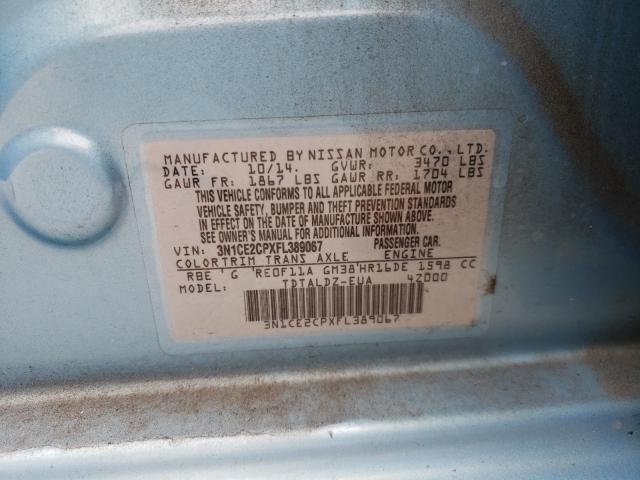 MANUFACTURED BY NISSAN MOTOR CO., LTD.
DATE: 10/14. GVWR: 3470 LBS
GAWR FR: 1867 LBS GAWR RR: 1704 LBS
THIS VEHICLE CONFORMS TO ALL APPLICABLE FEDERAL MOTOR
VEHICLE SAFETY, BUMPER AND THEFT PREVENTION STANDARDS
IN EFFECT ON THE DATE OF MANUFACTURE SHOWN ABOVE.
SEE OWNER'S MANUAL FOR ADDITIONAL INFORMATION.
VIN: 3N1CE2CPXFL389067 PASSENGER CAR.
COLOR TRIM TRANS AXLE ENGINE
RBE ' G 'RE0F11A GM38'HR16DE 1598 CC
MODEL: TDTALDZ-EUA 42000
3N1CE2CPXFL389067